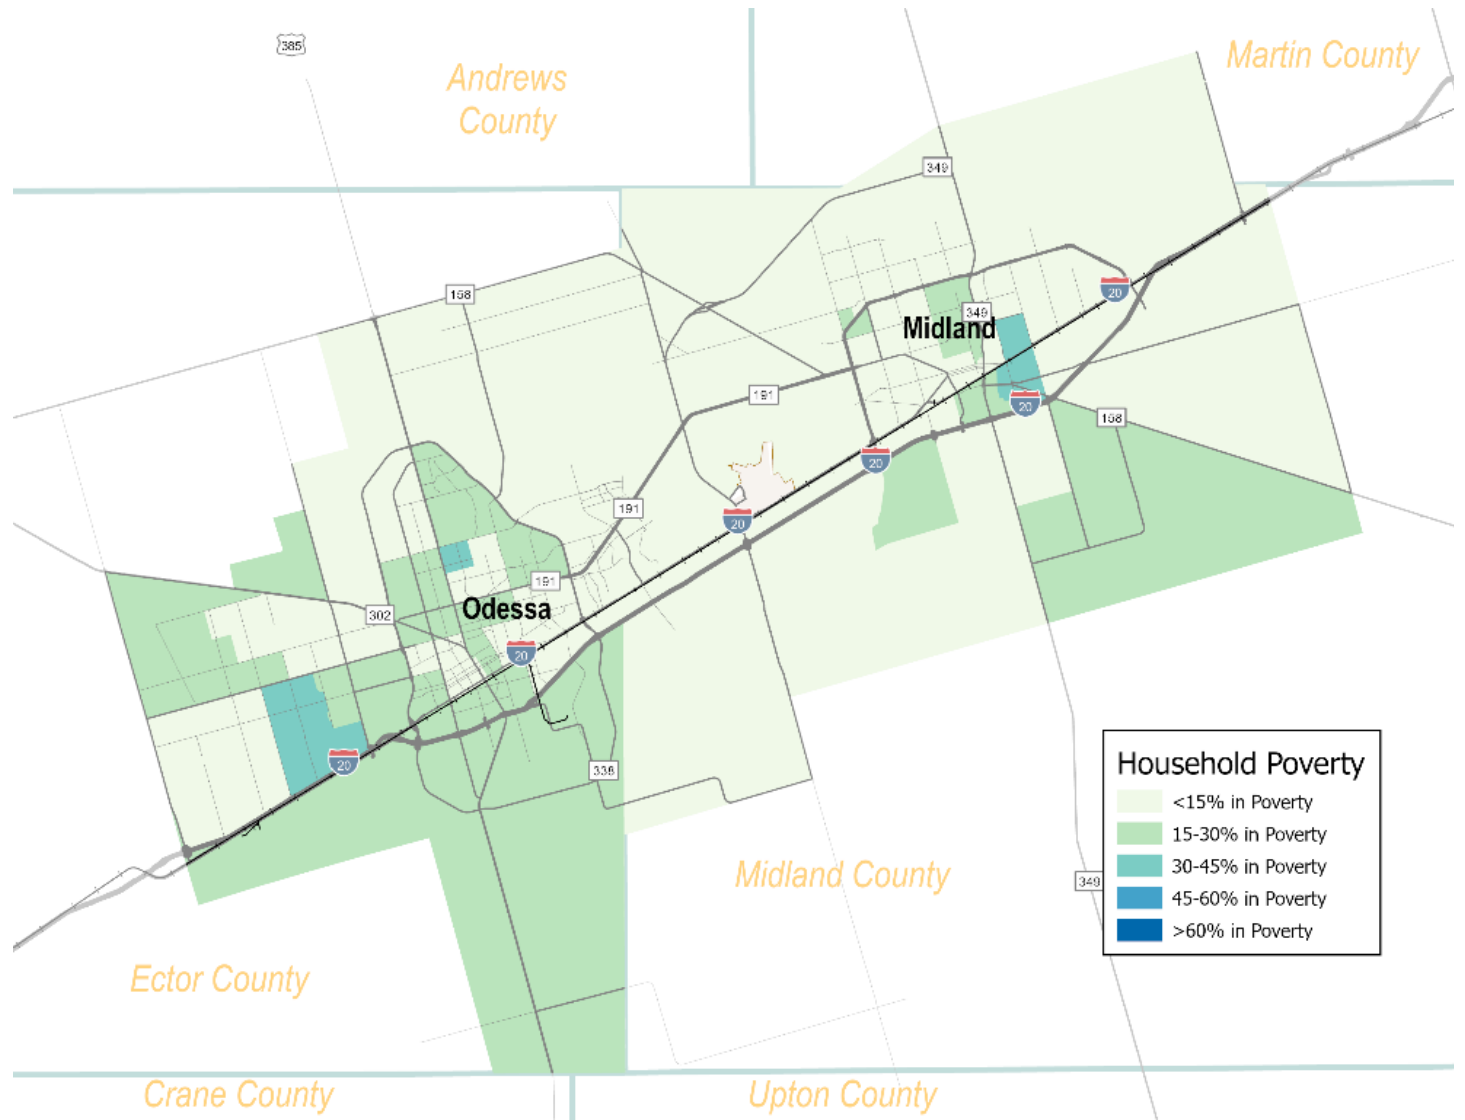 385
Andrews
County
Martin County
349
158
20
349
Midland
191
20
158
20
191
20
20
191
302
Odessa
20
20
338
Household Poverty
<15% in Poverty
15-30% in Poverty
30-45% in Poverty
45-60% in Poverty
>60% in Poverty
Midland County
349
Ector County
Crane County
Upton County